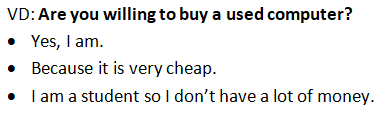 VD: Are you willing to buy a used computer?
• Yes, I am.
• Because it is very cheap.
• I am a student so I don’t have a lot of money.